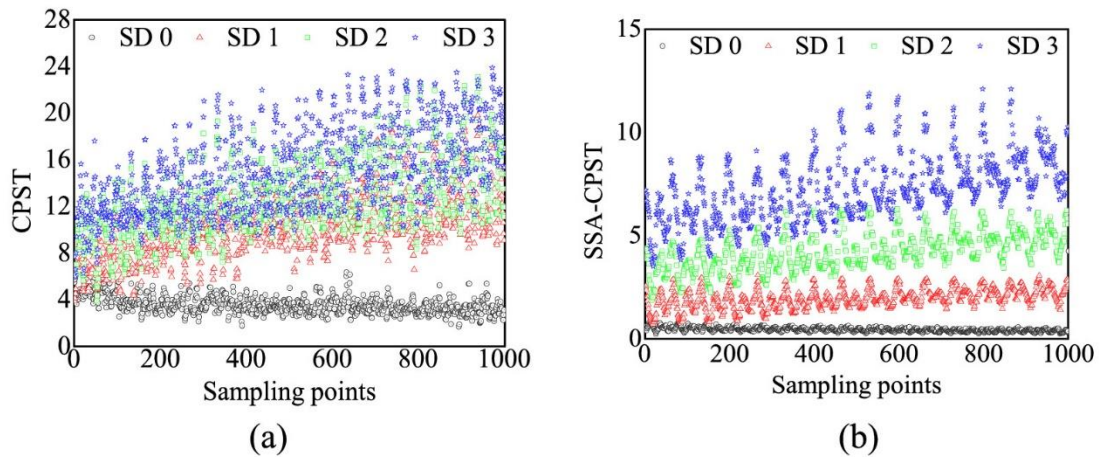 28
24
20
16
12
8
4
0
CPST
SD 0 SD 1 SD 2 SD 3
0 200 400 600 800 1000
Sampling points
(a)
15
10
5
0
SSA-CPST
SD 0 SD 1 SD 2 SD 3
0 200 400 600 800 1000
Sampling points
(b)